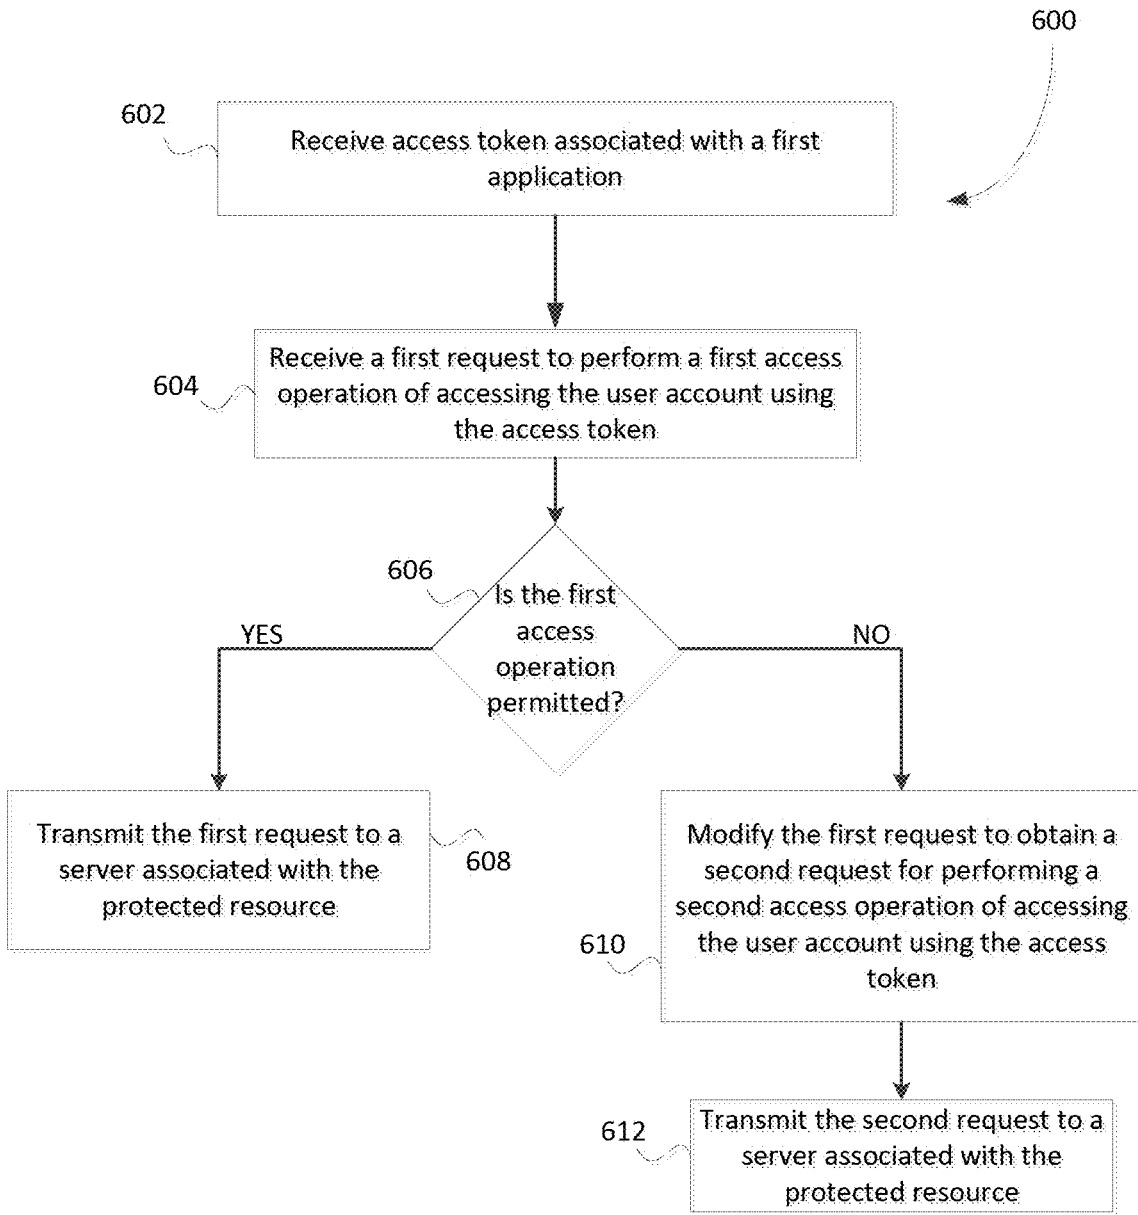 600
602
Receive access token associated with a first
application
604
Receive a first request to perform a first access
operation of accessing the user account using
the access token
606
Is the first
access
operation
permitted?
YES
NO
Transmit the first request to a
server associated with the
protected resource
608
Modify the first request to obtain a
second request for performing a
second access operation of accessing
the user account using the access
token
610
Transmit the second request to a
server associated with the
protected resource
612